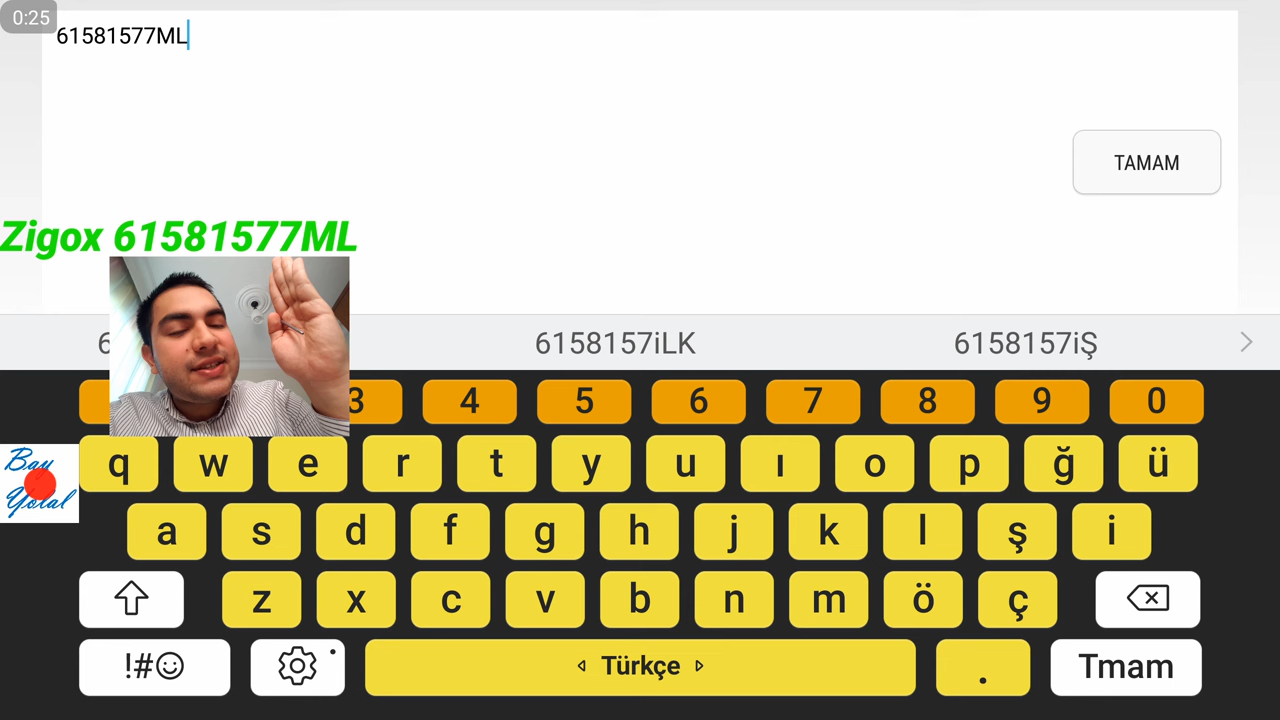 0:25
61581577ML
TAMAM
Zigox 61581577ML
6158157iLK
6158157iŞ
3 4 5 6 7 8 9 0
Bay
Yotal
q w e r t y u ı o p ğ ü
a s d f g h j k l ş i
z x c v b n m ö ç
!#☺
Türkçe
.
Tmam